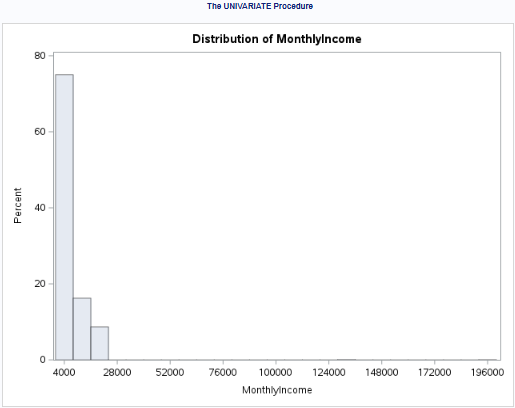 The UNIVARIATE Procedure
Distribution of MonthlyIncome
80
60
40
20
0
Percent
4000 28000 52000 76000 100000 124000 148000 172000 196000
MonthlyIncome